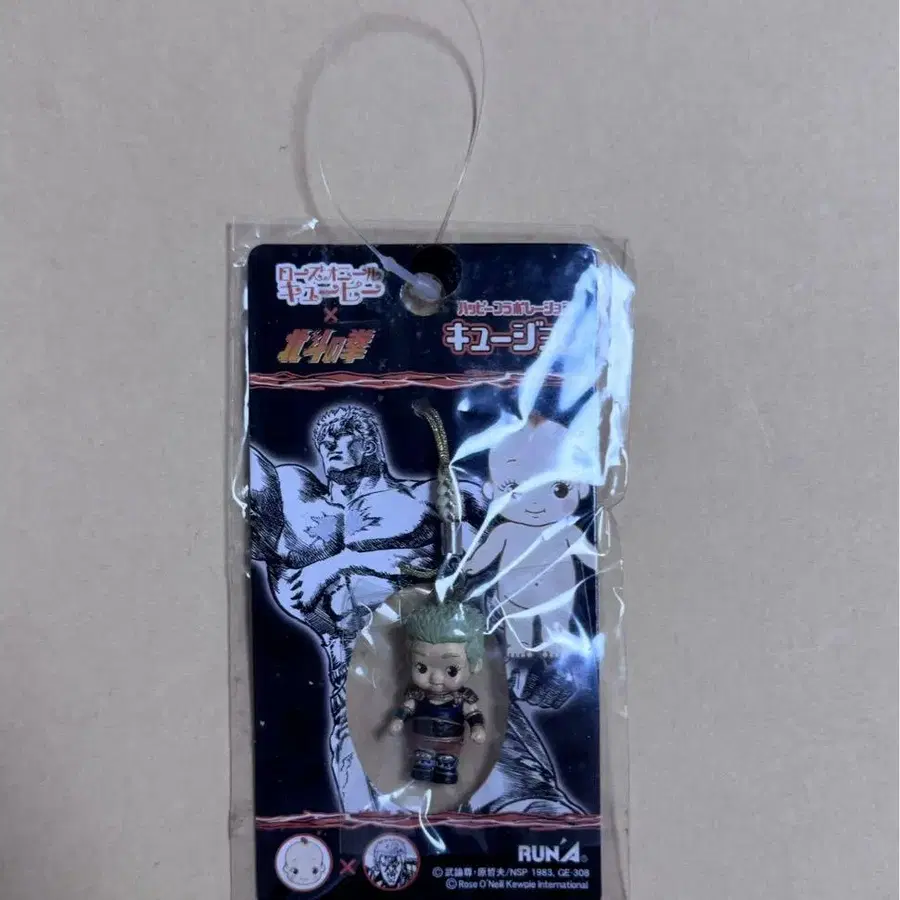 ローズオニール
キューピー
×
北斗の拳
ハッピーコラボレーション
キュージョ
×
RUN'A®
©武論尊・原哲夫/NSP 1983, GE-308
©Rose O'Neill Kewpie International